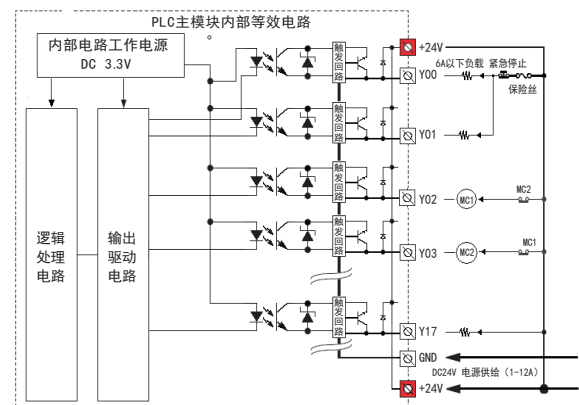 PLC主模块内部等效电路
内部电路工作电源
DC 3.3V
逻辑
处理
电路
输出
驱动
电路
触发回路
触发回路
触发回路
触发回路
触发回路
+24V
6A以下负载 紧急停止
Y00
保险丝
Y01
MC2
Y02
MC1
MC1
Y03
MC2
Y17
GND
DC24V 电源供给（1-12A）
+24V